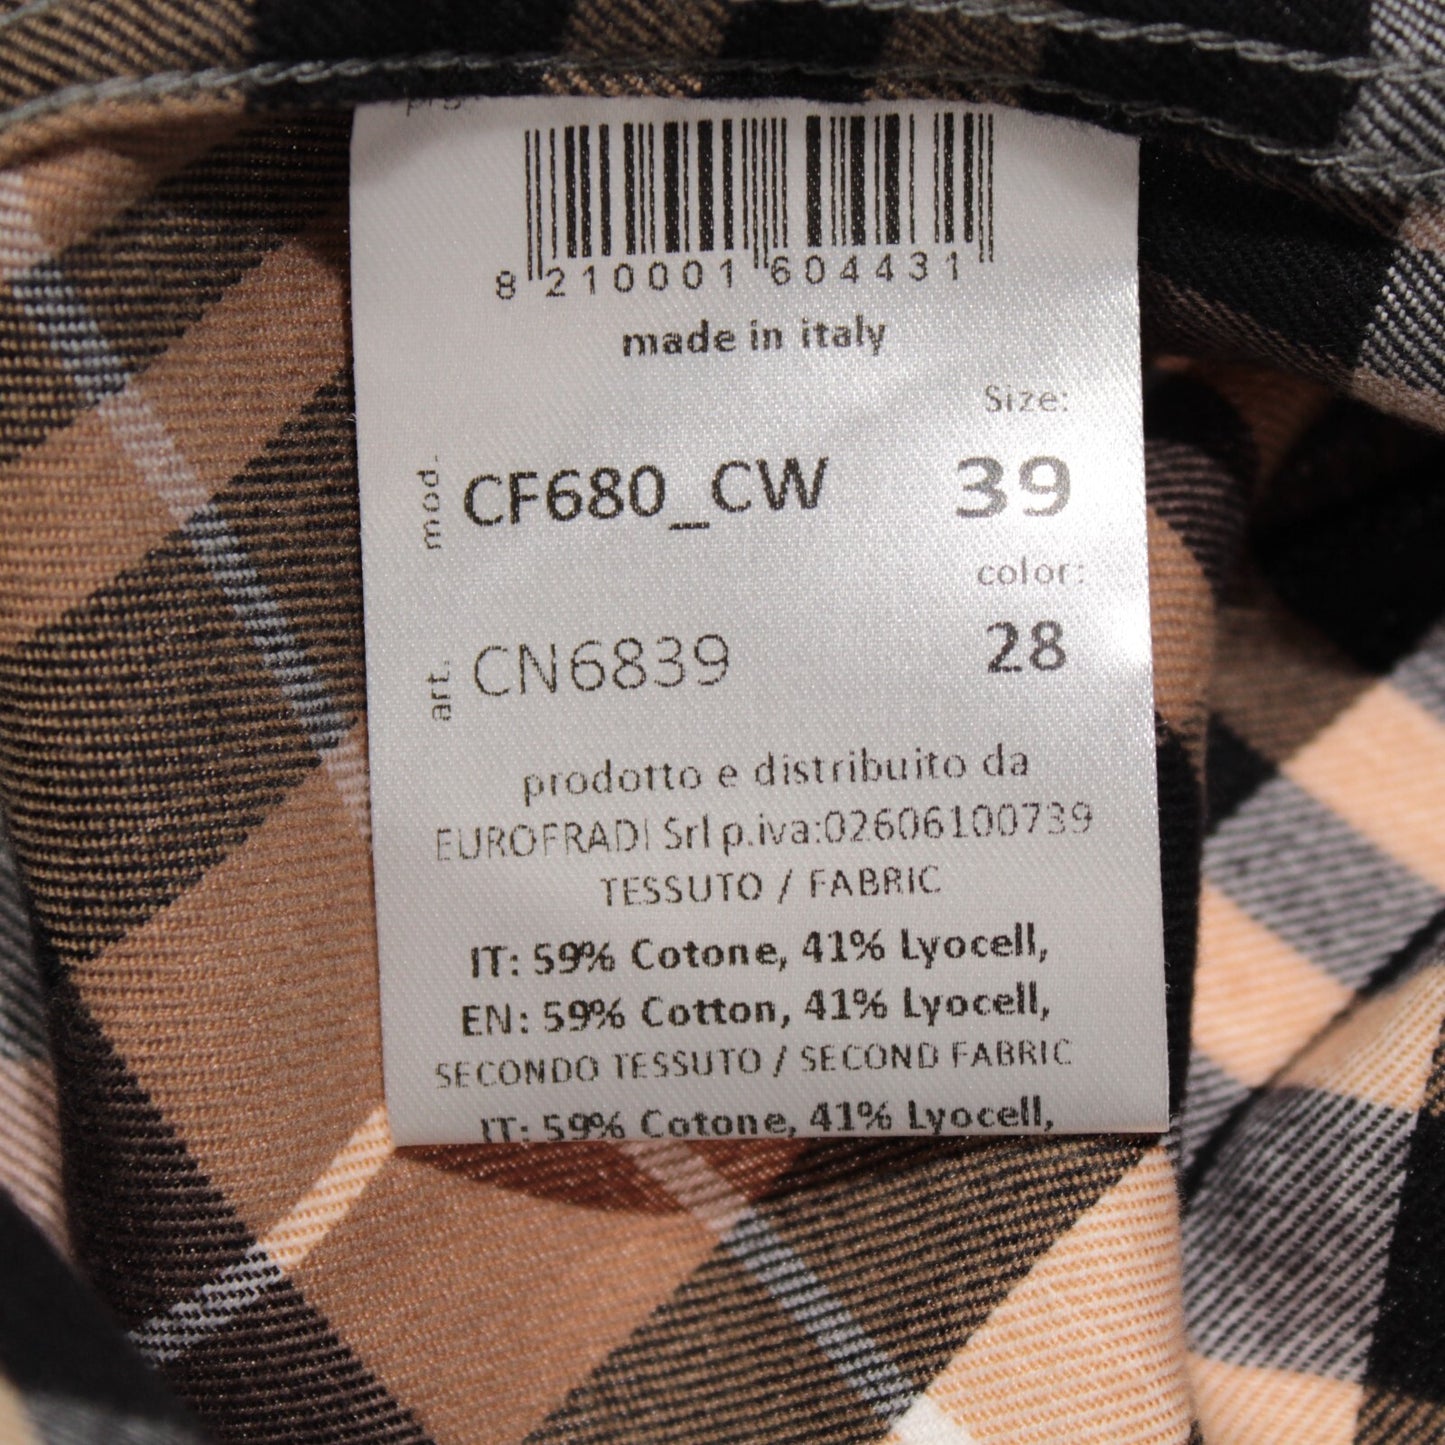 8 210001 604431
made in italy
Size:
mod. CF680_CW 39
color:
art. CN6839 28
prodotto e distribuito da
EUROFRADI Srl p.iva:02606100739
TESSUTO / FABRIC
IT: 59% Cotone, 41% Lyocell,
EN: 59% Cotton, 41% Lyocell,
SECONDO TESSUTO / SECOND FABRIC
IT: 59% Cotone, 41% Lyocell,